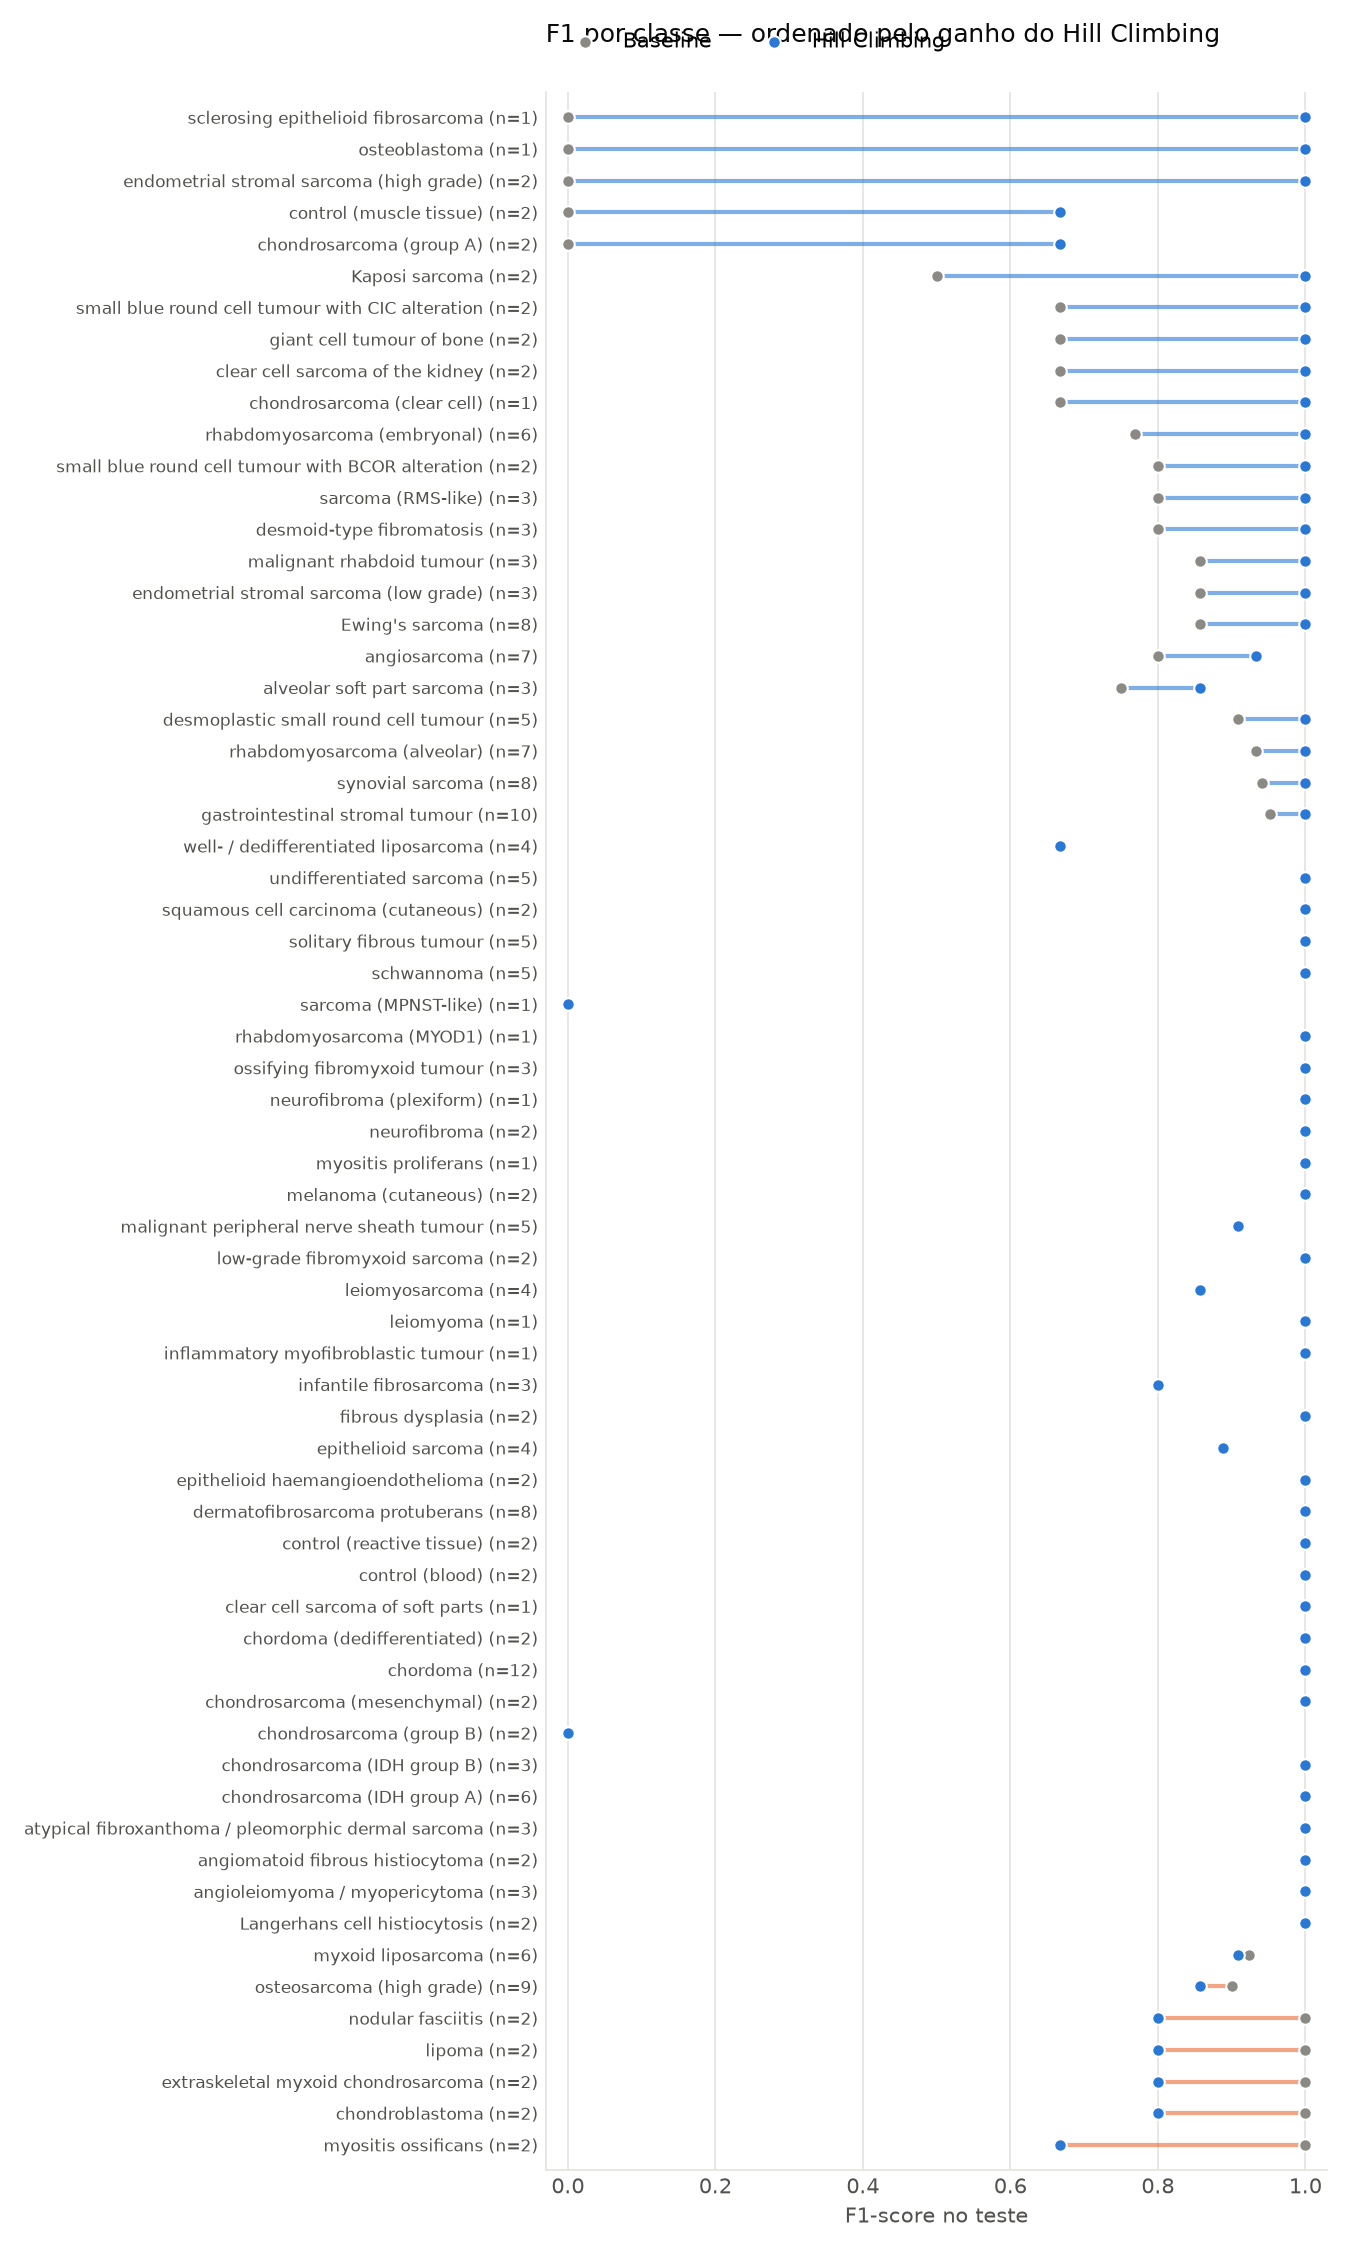 F1 por classe — ordenado pelo ganho do Hill Climbing
Baseline
Hill Climbing
sclerosing epithelioid fibrosarcoma (n=1)
osteoblastoma (n=1)
endometrial stromal sarcoma (high grade) (n=2)
control (muscle tissue) (n=2)
chondrosarcoma (group A) (n=2)
Kaposi sarcoma (n=2)
small blue round cell tumour with CIC alteration (n=2)
giant cell tumour of bone (n=2)
clear cell sarcoma of the kidney (n=2)
chondrosarcoma (clear cell) (n=1)
rhabdomyosarcoma (embryonal) (n=6)
small blue round cell tumour with BCOR alteration (n=2)
sarcoma (RMS-like) (n=3)
desmoid-type fibromatosis (n=3)
malignant rhabdoid tumour (n=3)
endometrial stromal sarcoma (low grade) (n=3)
Ewing's sarcoma (n=8)
angiosarcoma (n=7)
alveolar soft part sarcoma (n=3)
desmoplastic small round cell tumour (n=5)
rhabdomyosarcoma (alveolar) (n=7)
synovial sarcoma (n=8)
gastrointestinal stromal tumour (n=10)
well- / dedifferentiated liposarcoma (n=4)
undifferentiated sarcoma (n=5)
squamous cell carcinoma (cutaneous) (n=2)
solitary fibrous tumour (n=5)
schwannoma (n=5)
sarcoma (MPNST-like) (n=1)
rhabdomyosarcoma (MYOD1) (n=1)
ossifying fibromyxoid tumour (n=3)
neurofibroma (plexiform) (n=1)
neurofibroma (n=2)
myositis proliferans (n=1)
melanoma (cutaneous) (n=2)
malignant peripheral nerve sheath tumour (n=5)
low-grade fibromyxoid sarcoma (n=2)
leiomyosarcoma (n=4)
leiomyoma (n=1)
inflammatory myofibroblastic tumour (n=1)
infantile fibrosarcoma (n=3)
fibrous dysplasia (n=2)
epithelioid sarcoma (n=4)
epithelioid haemangioendothelioma (n=2)
dermatofibrosarcoma protuberans (n=8)
control (reactive tissue) (n=2)
control (blood) (n=2)
clear cell sarcoma of soft parts (n=1)
chordoma (dedifferentiated) (n=2)
chordoma (n=12)
chondrosarcoma (mesenchymal) (n=2)
chondrosarcoma (group B) (n=2)
chondrosarcoma (IDH group B) (n=3)
chondrosarcoma (IDH group A) (n=6)
atypical fibroxanthoma / pleomorphic dermal sarcoma (n=3)
angiomatoid fibrous histiocytoma (n=2)
angioleiomyoma / myopericytoma (n=3)
Langerhans cell histiocytosis (n=2)
myxoid liposarcoma (n=6)
osteosarcoma (high grade) (n=9)
nodular fasciitis (n=2)
lipoma (n=2)
extraskeletal myxoid chondrosarcoma (n=2)
chondroblastoma (n=2)
myositis ossificans (n=2)
0.0 0.2 0.4 0.6 0.8 1.0
F1-score no teste